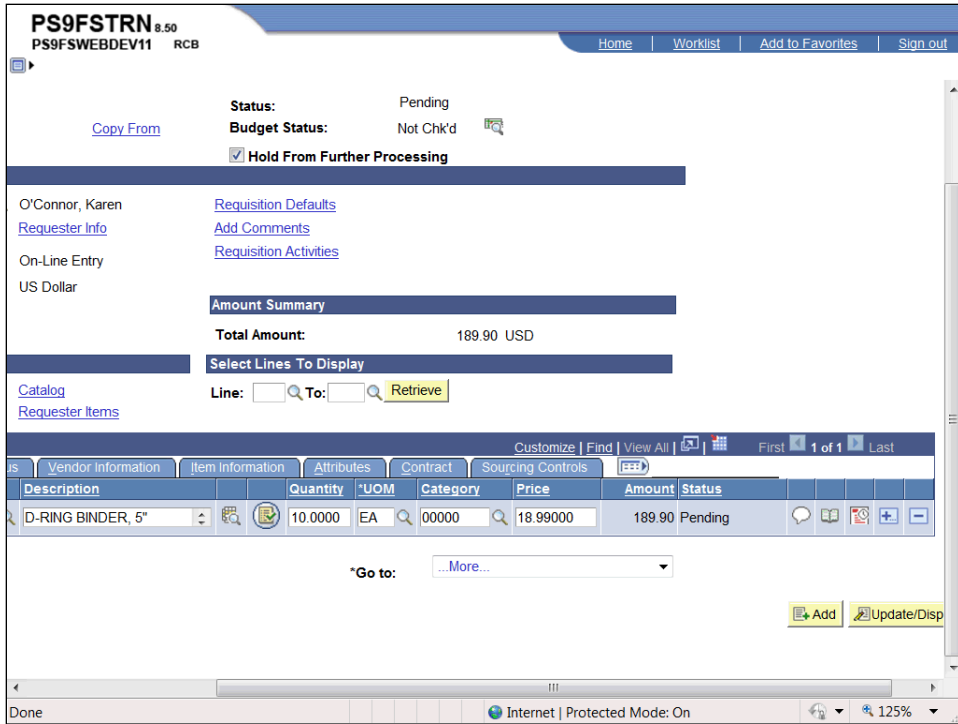 PS9FSTRN 8.50
PS9FSWEBDEV11 RCB
Home | Worklist | Add to Favorites | Sign out
Status: Pending
Copy From Budget Status: Not Chk'd
Hold From Further Processing
O'Connor, Karen Requisition Defaults
Requester Info Add Comments
Requisition Activities
On-Line Entry
US Dollar
Amount Summary
Total Amount: 189.90 USD
Select Lines To Display
Catalog Line: To: Retrieve
Requester Items
Customize | Find | View All | | First 1 of 1 Last
us Vendor Information Item Information Attributes Contract Sourcing Controls
Description Quantity *UOM Category Price Amount Status
D-RING BINDER, 5" 10.0000 EA 00000 18.99000 189.90 Pending
*Go to: ...More...
Add Update/Disp
Done Internet | Protected Mode: On 125%